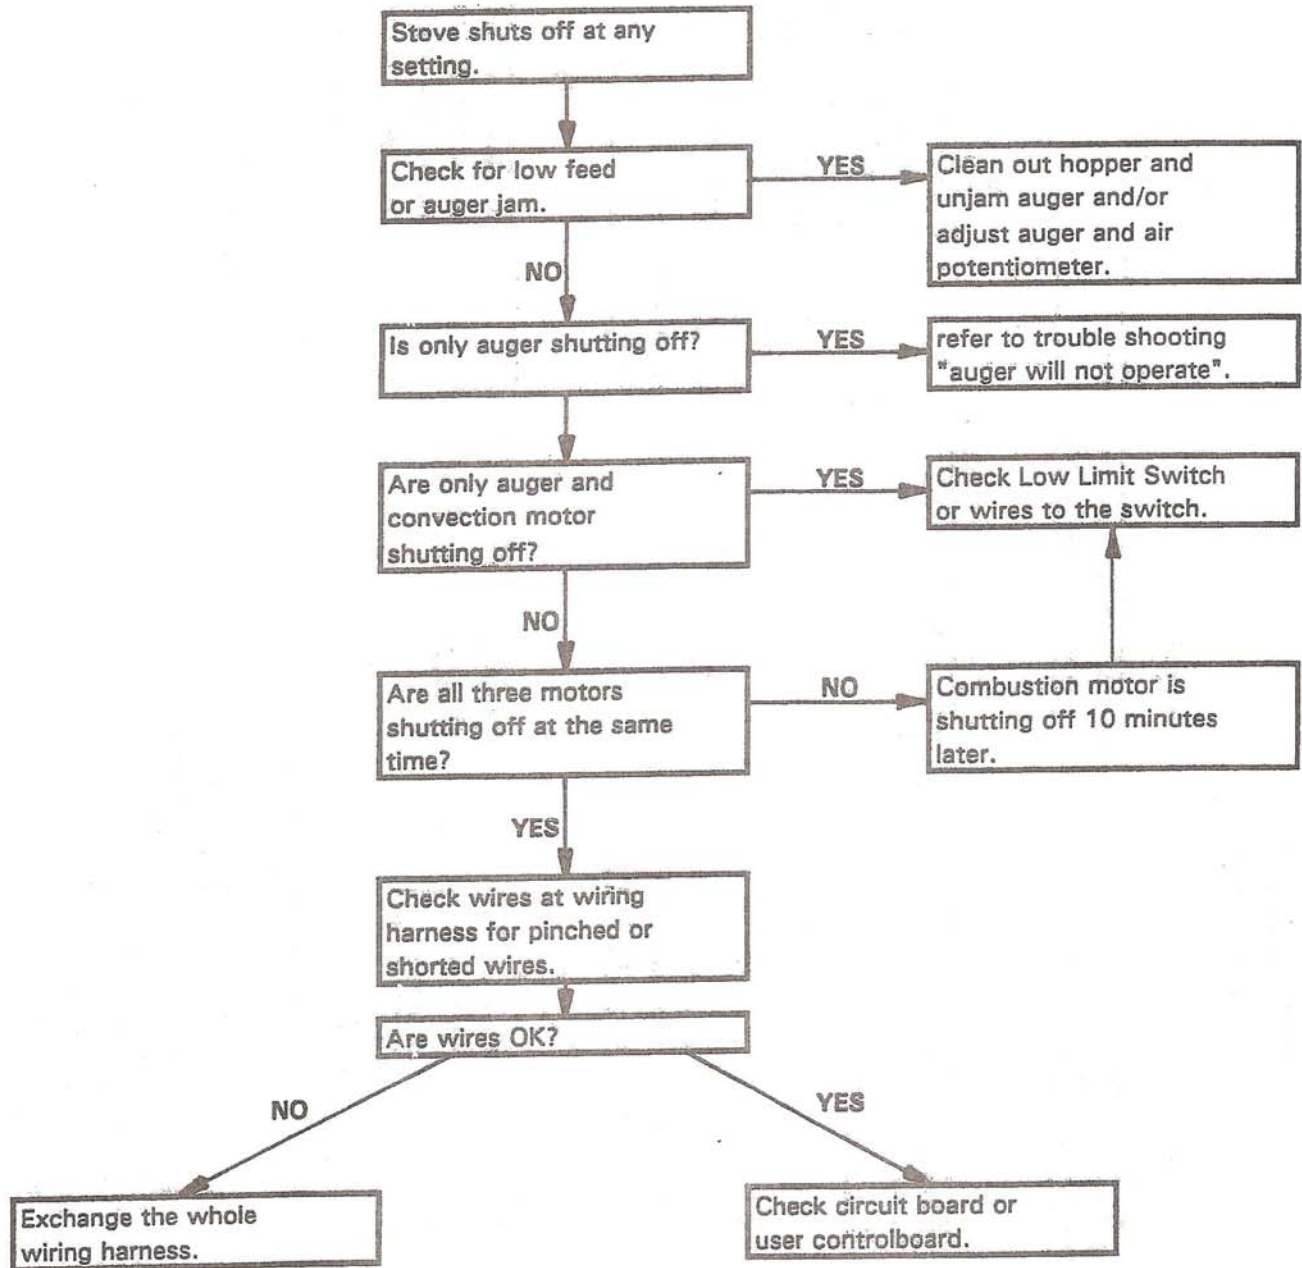 Stove shuts off at any
setting.
Check for low feed
or auger jam.
YES
Clean out hopper and
unjam auger and/or
adjust auger and air
potentiometer.
NO
Is only auger shutting off?
YES
refer to trouble shooting
"auger will not operate".
Are only auger and
convection motor
shutting off?
YES
Check Low Limit Switch
or wires to the switch.
NO
Are all three motors
shutting off at the same
time?
NO
Combustion motor is
shutting off 10 minutes
later.
YES
Check wires at wiring
harness for pinched or
shorted wires.
Are wires OK?
NO
YES
Exchange the whole
wiring harness.
Check circuit board or
user controlboard.